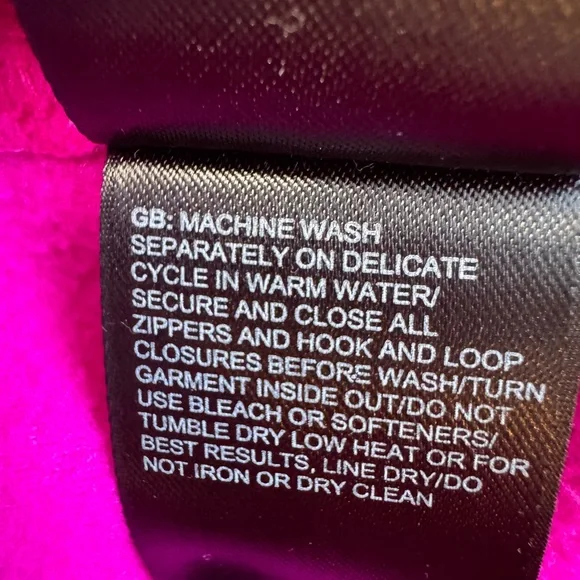 GB: MACHINE WASH
SEPARATELY ON DELICATE
CYCLE IN WARM WATER/
SECURE AND CLOSE ALL
ZIPPERS AND HOOK AND LOOP
CLOSURES BEFORE WASH/TURN
GARMENT INSIDE OUT/DO NOT
USE BLEACH OR SOFTENERS/
TUMBLE DRY LOW HEAT OR FOR
BEST RESULTS, LINE DRY/DO
NOT IRON OR DRY CLEAN